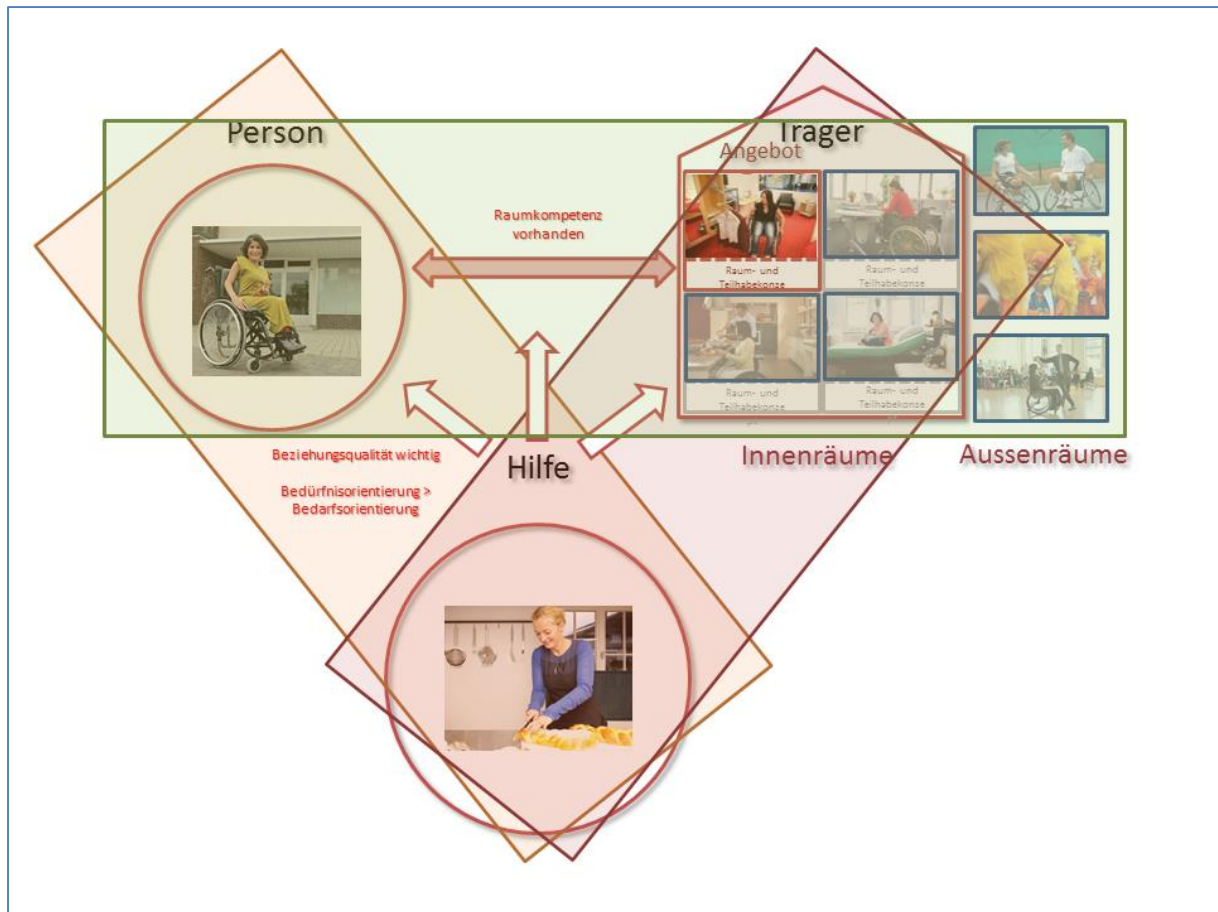 Person
Träger
Angebot
Raumkompetenz
vorhanden
Raum- und
Teilhabekonze
Raum- und
Teilhabekonze
Raum- und
Teilhabekonze
Raum- und
Teilhabekonze
Beziehungsqualität wichtig
Bedürfnisorientierung >
Bedarfsorientierung
Hilfe
Innenräume
Aussenräume